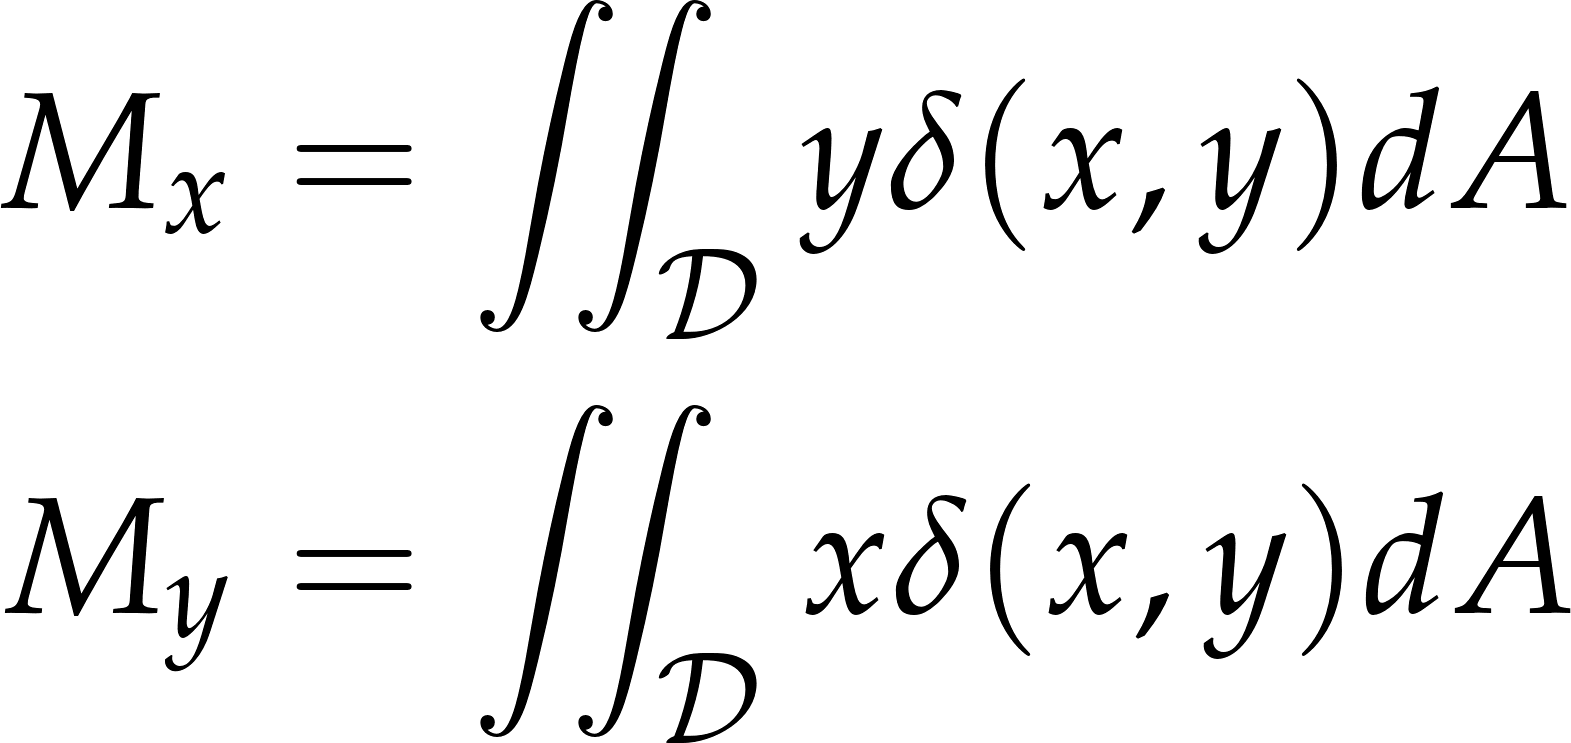 M_x = ∬_𝒟 yδ(x, y)dA
M_y = ∬_𝒟 xδ(x, y)dA